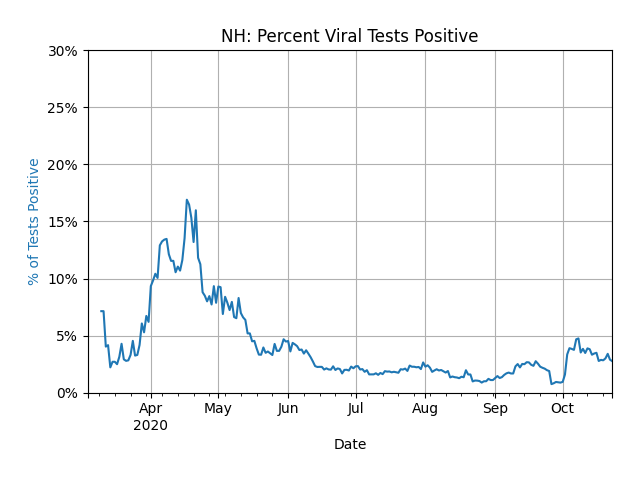 NH: Percent Viral Tests Positive
30%
25%
20%
15%
10%
5%
0%
% of Tests Positive
Apr May Jun Jul Aug Sep Oct
2020
Date